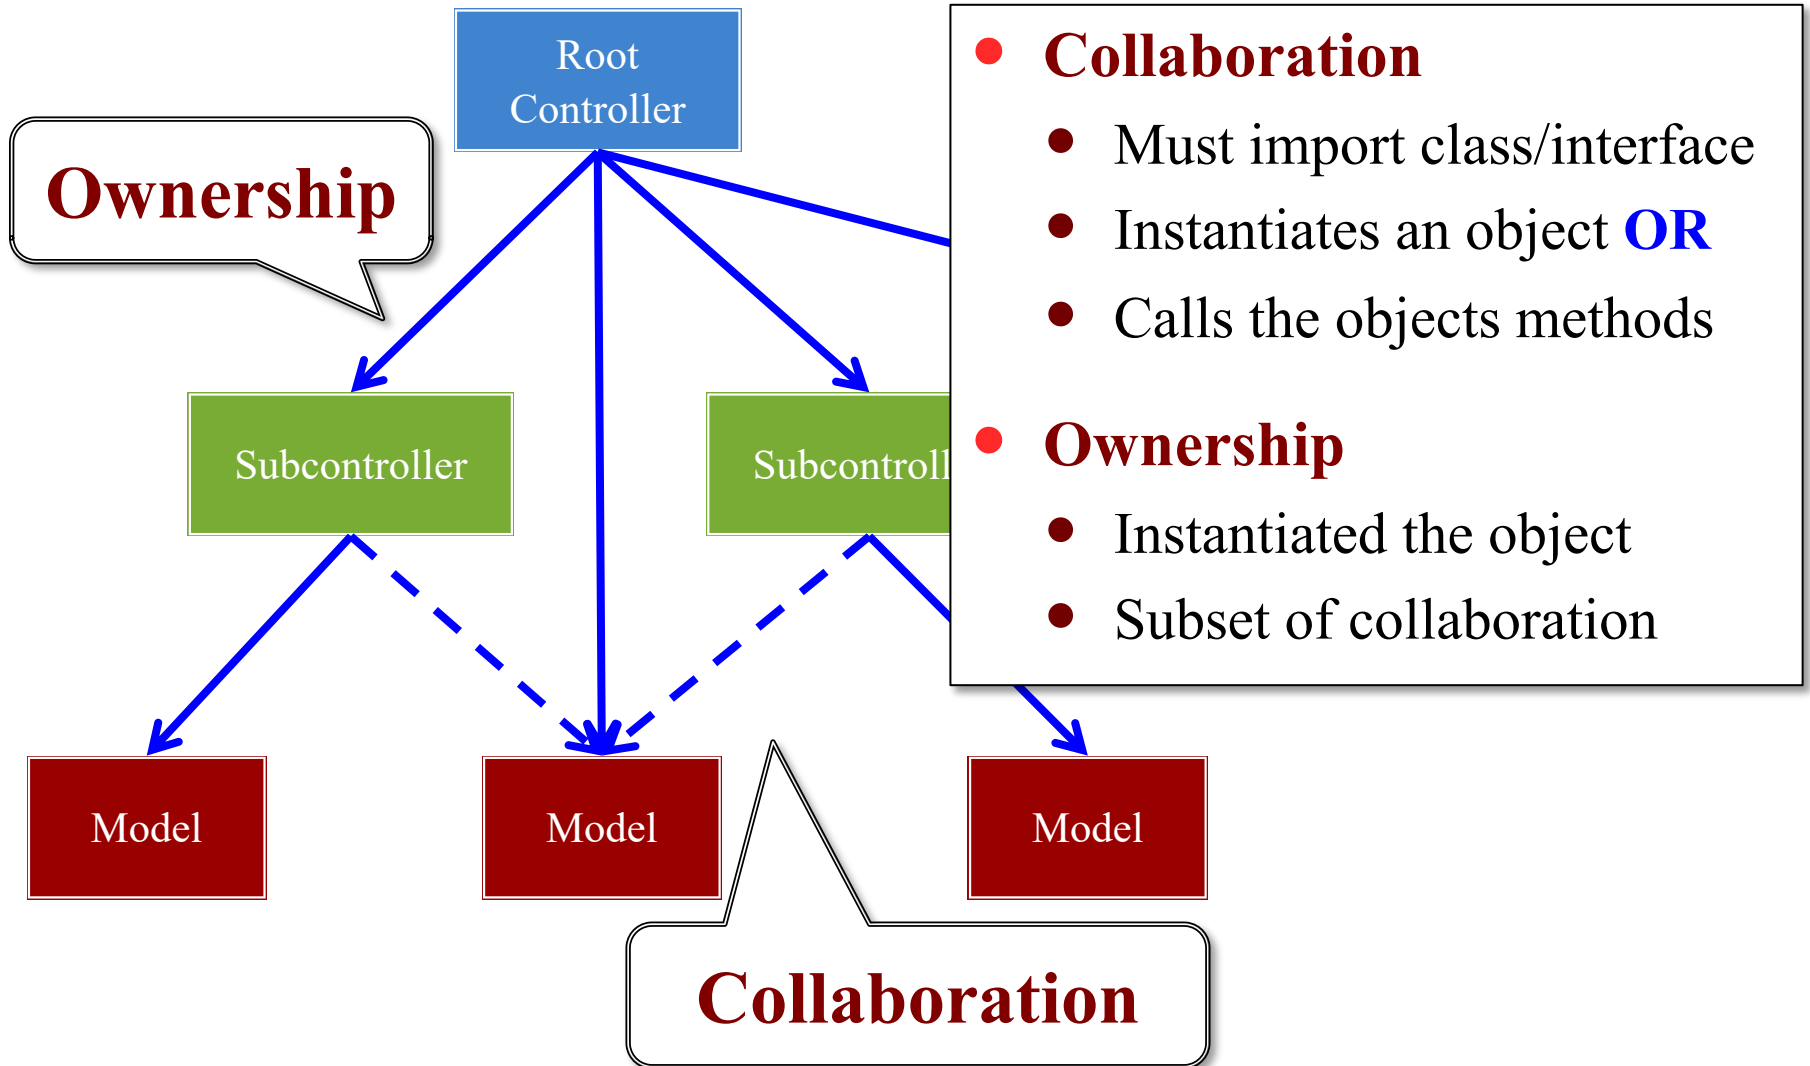 Root
Controller
Ownership
Subcontroller
Subcontroll
Model
Model
Model
Collaboration
Collaboration
Must import class/interface
Instantiates an object OR
Calls the objects methods
Ownership
Instantiated the object
Subset of collaboration